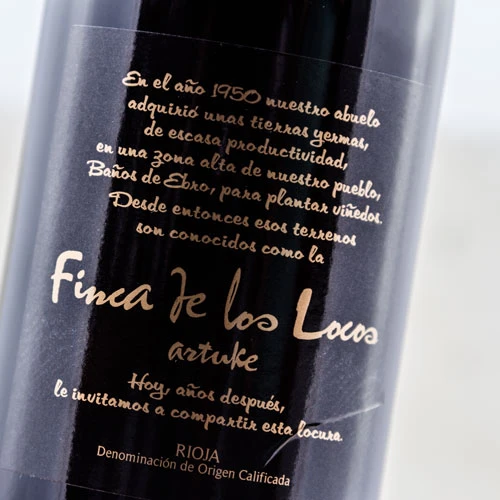 En el año 1950 nuestro abuelo
adquirió unas tierras yermas,
de escasa productividad,
en una zona alta de nuestro pueblo,
Baños de Ebro, para plantar viñedos.
Desde entonces esos terrenos
son conocidos como la
Finca de los Locos
artuke
Hoy, años después,
le invitamos a compartir esta locura
RIOJA
Denominación de Origen Calificada